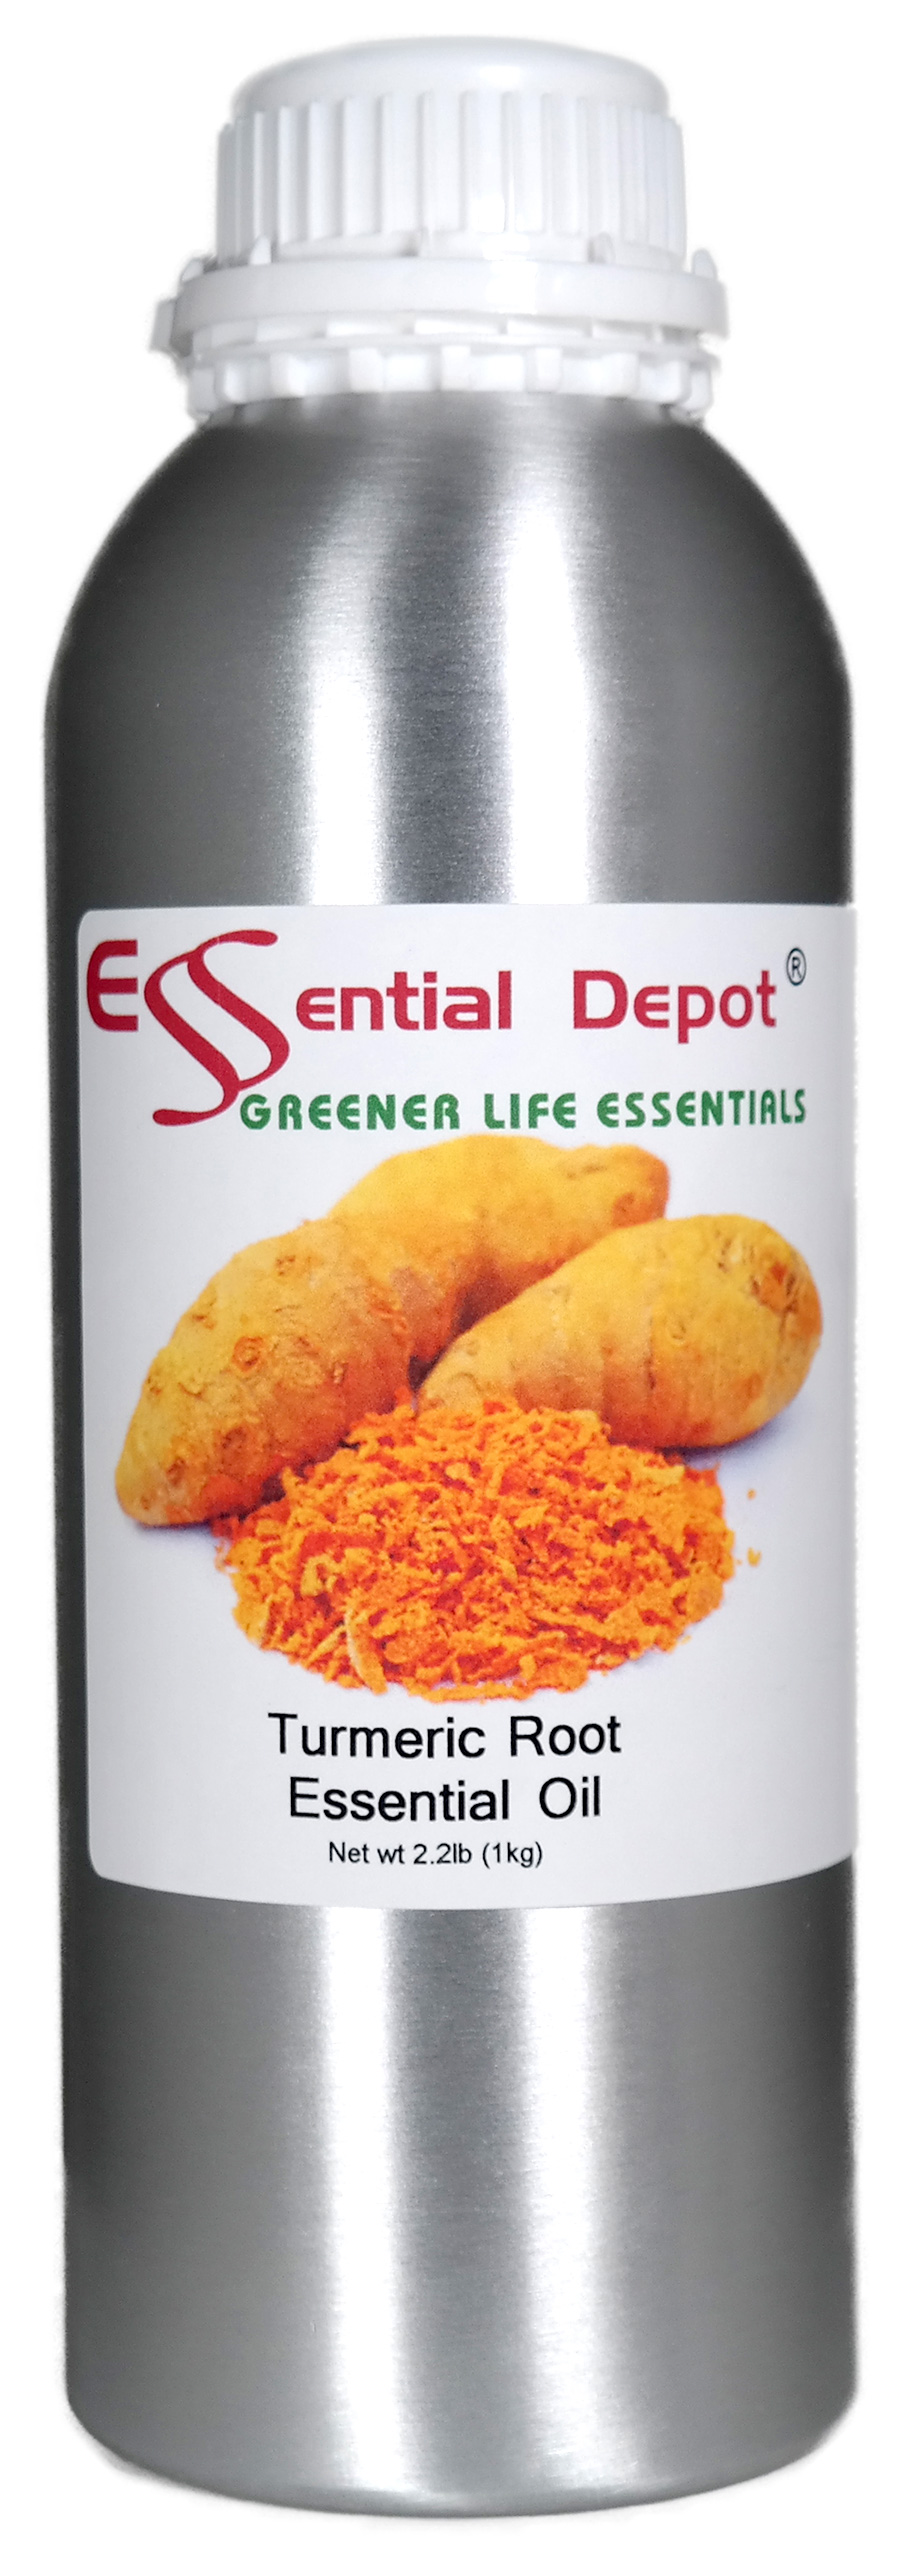 Essential Depot®
GREENER LIFE ESSENTIALS
Turmeric Root
Essential Oil
Net wt 2.2lb (1kg)